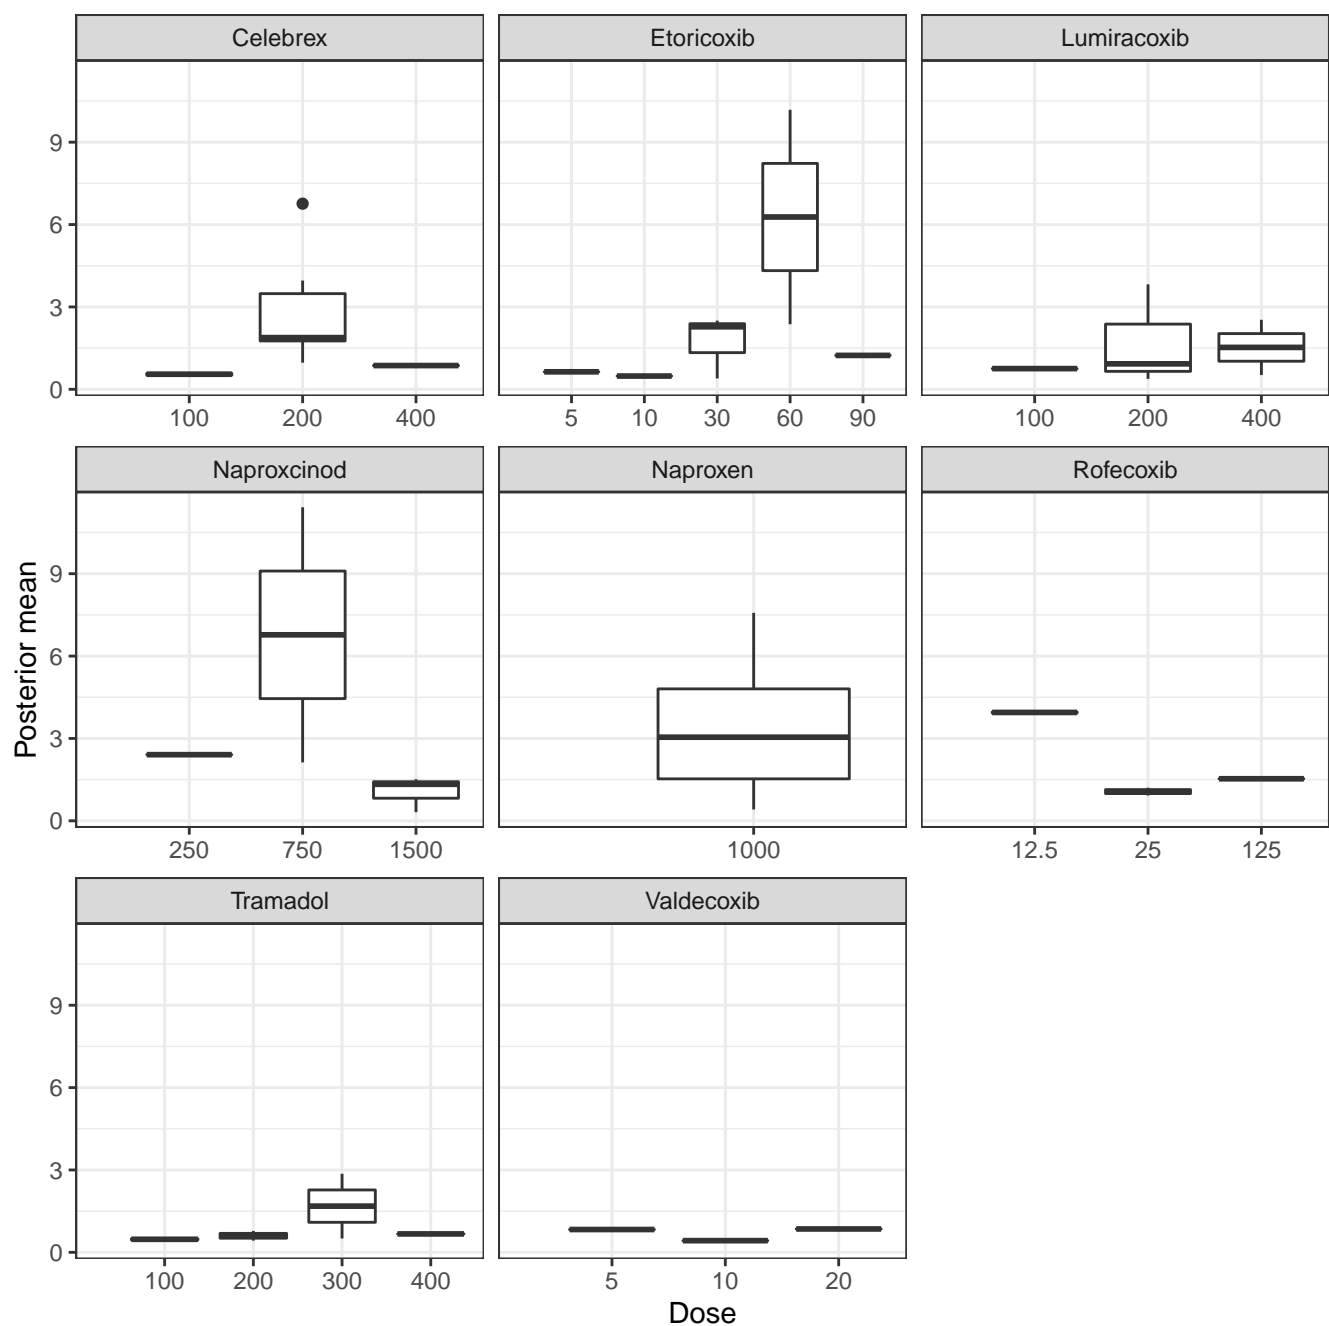 Celebrex Etoricoxib Lumiracoxib
9
6
3
0
100 200 400 5 10 30 60 90 100 200 400
Naproxcinod Naproxen Rofecoxib
9
6
3
0
250 750 1500 1000 12.5 25 125
Posterior mean
Tramadol Valdecoxib
9
6
3
0
100 200 300 400 5 10 20
Dose